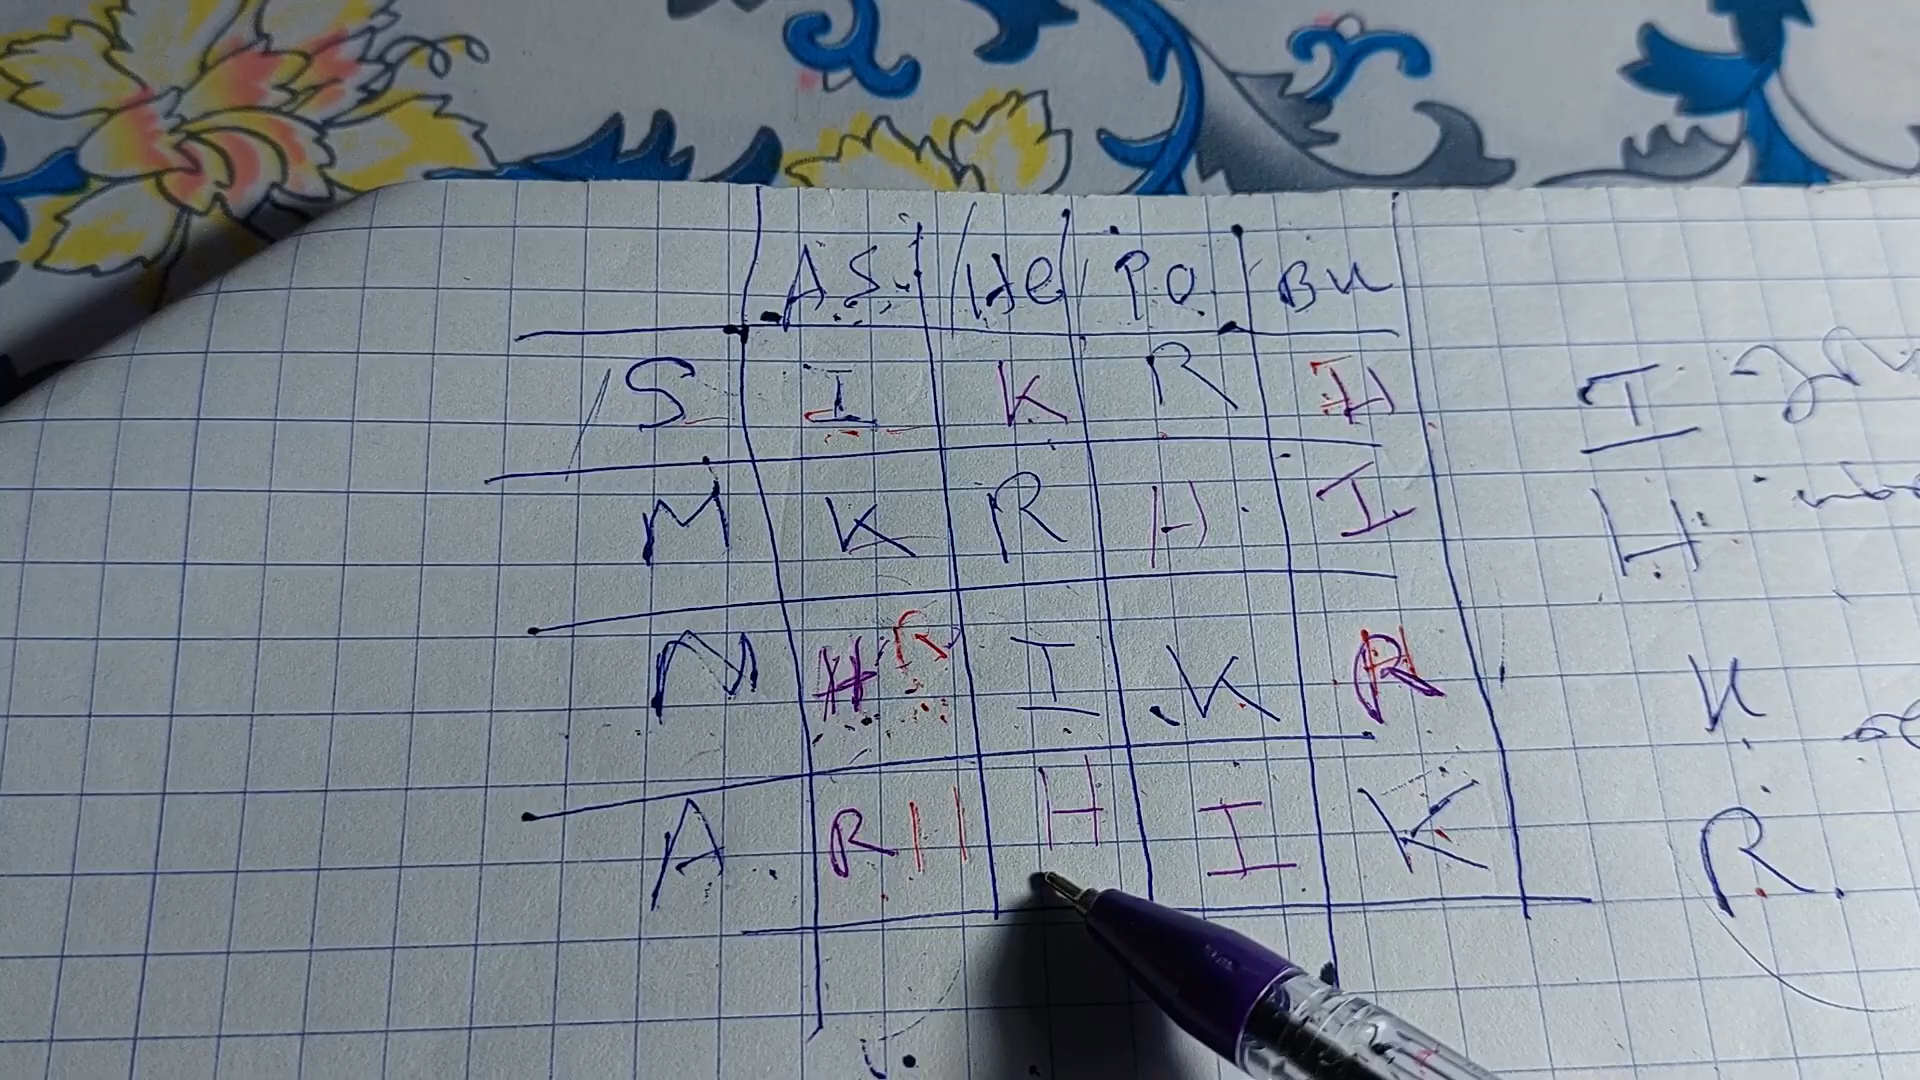 AS He Po Bu
S I K R H
M K R H I
N H I K R
A R H I K
I
H
K
R